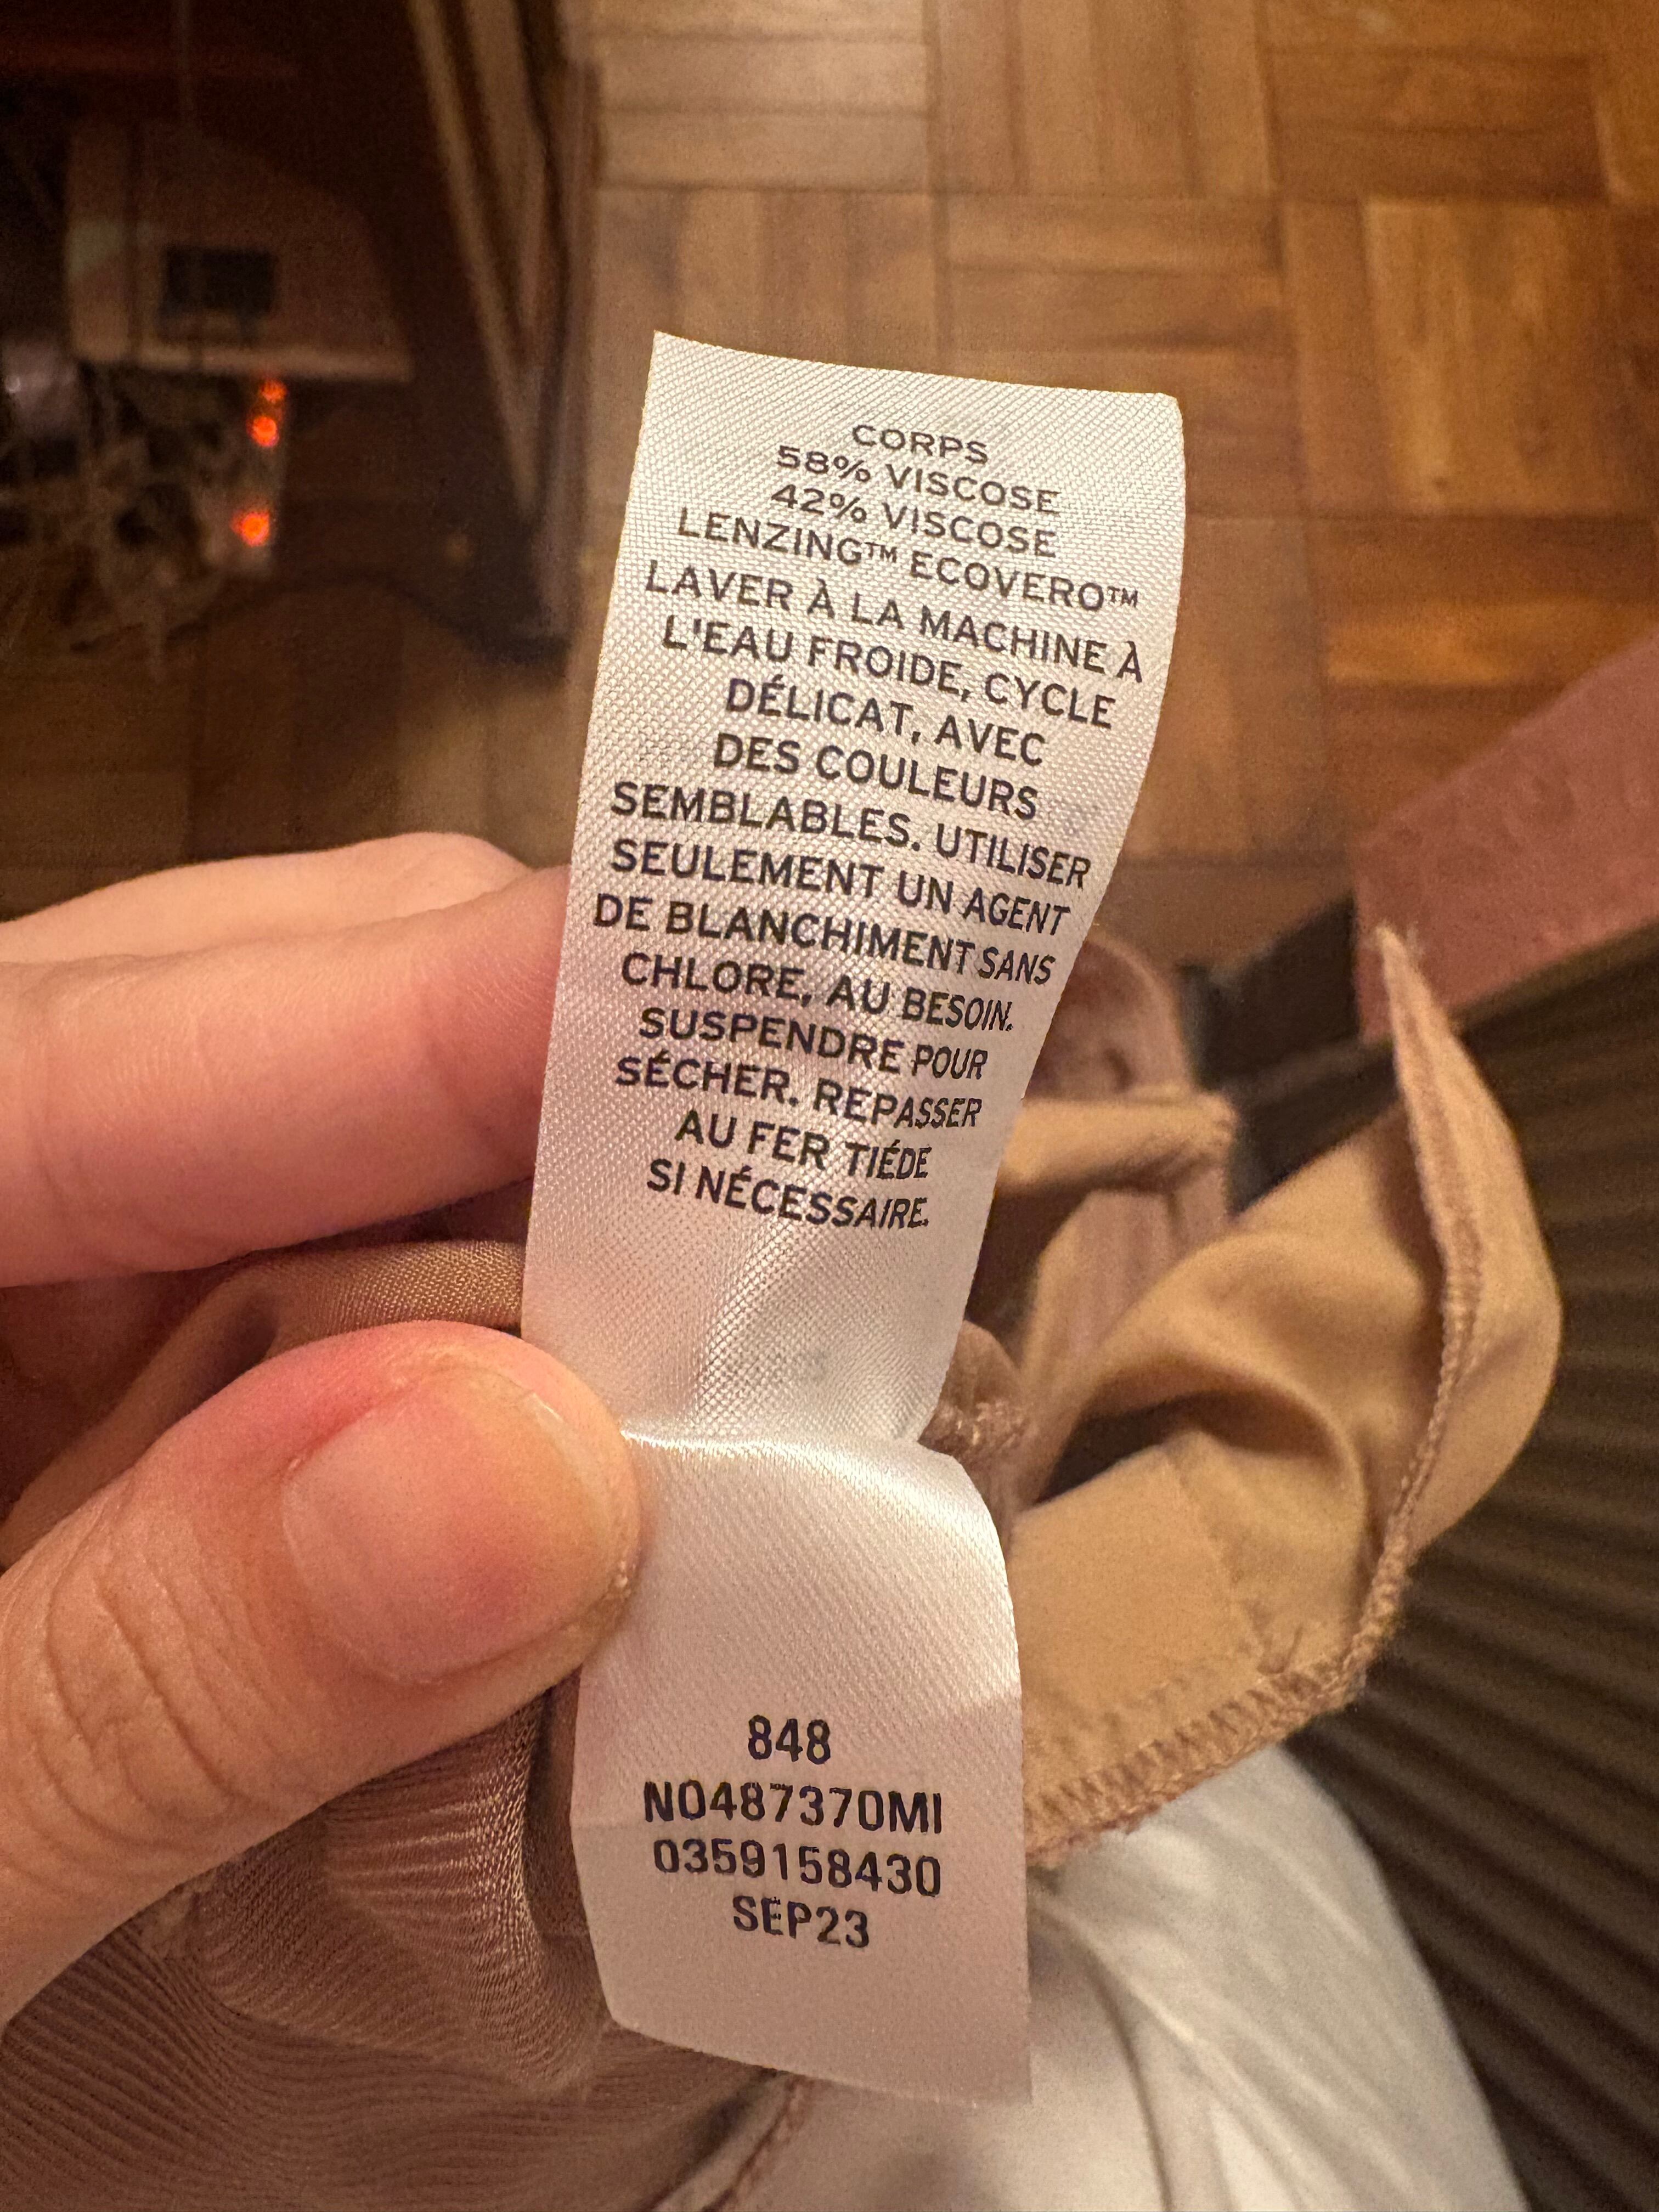 CORPS
58% VISCOSE
42% VISCOSE
LENZING™ ECOVERO™
LAVER À LA MACHINE À
L'EAU FROIDE, CYCLE
DÉLICAT, AVEC
DES COULEURS
SEMBLABLES. UTILISER
SEULEMENT UN AGENT
DE BLANCHIMENT SANS
CHLORE, AU BESOIN.
SUSPENDRE POUR
SÉCHER. REPASSER
AU FER TIÉDE
SI NÉCESSAIRE.
848
N0487370MI
0359158430
SEP23